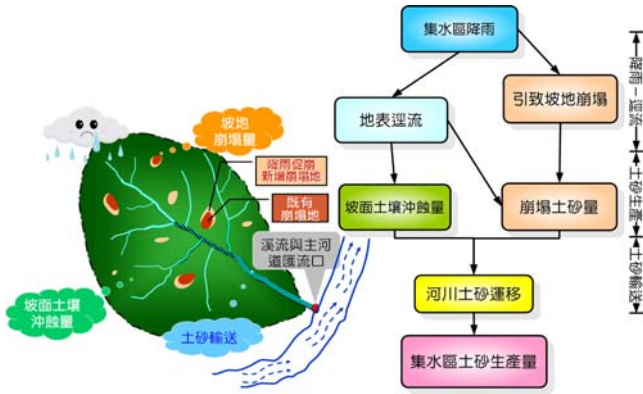 集水區降雨
引致坡地崩塌
地表逕流
坡面土壤沖蝕量
崩塌土砂量
河川土砂運移
集水區土砂生產量
降雨－逕流
土砂生產
土砂輸送
坡地
崩塌量
降雨促崩
新增崩塌地
既有
崩塌地
溪流與主河
道匯流口
坡面土壤
沖蝕量
土砂輸送